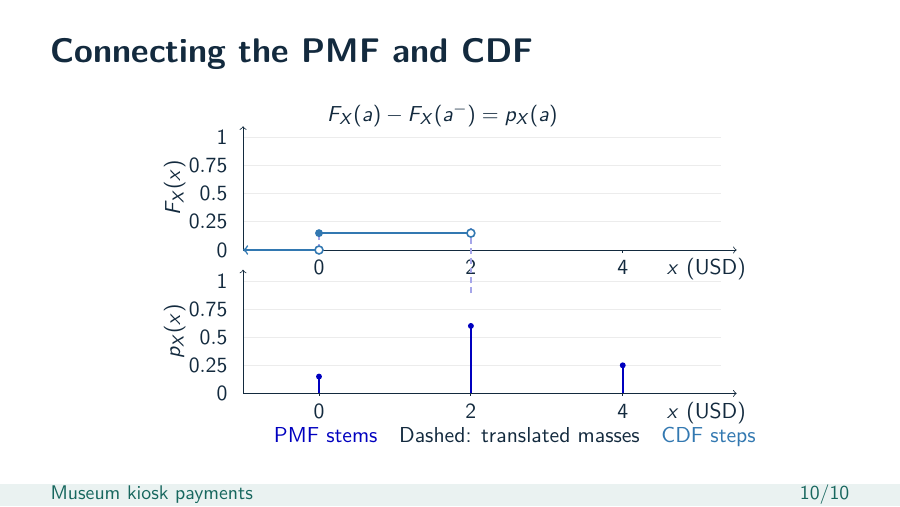 Connecting the PMF and CDF
F_X(a) − F_X(a⁻) = p_X(a)
F_X(x)
1
0.75
0.5
0.25
0
0 2 4 x (USD)
p_X(x)
1
0.75
0.5
0.25
0
0 2 4 x (USD)
PMF stems Dashed: translated masses CDF steps
Museum kiosk payments 10/10